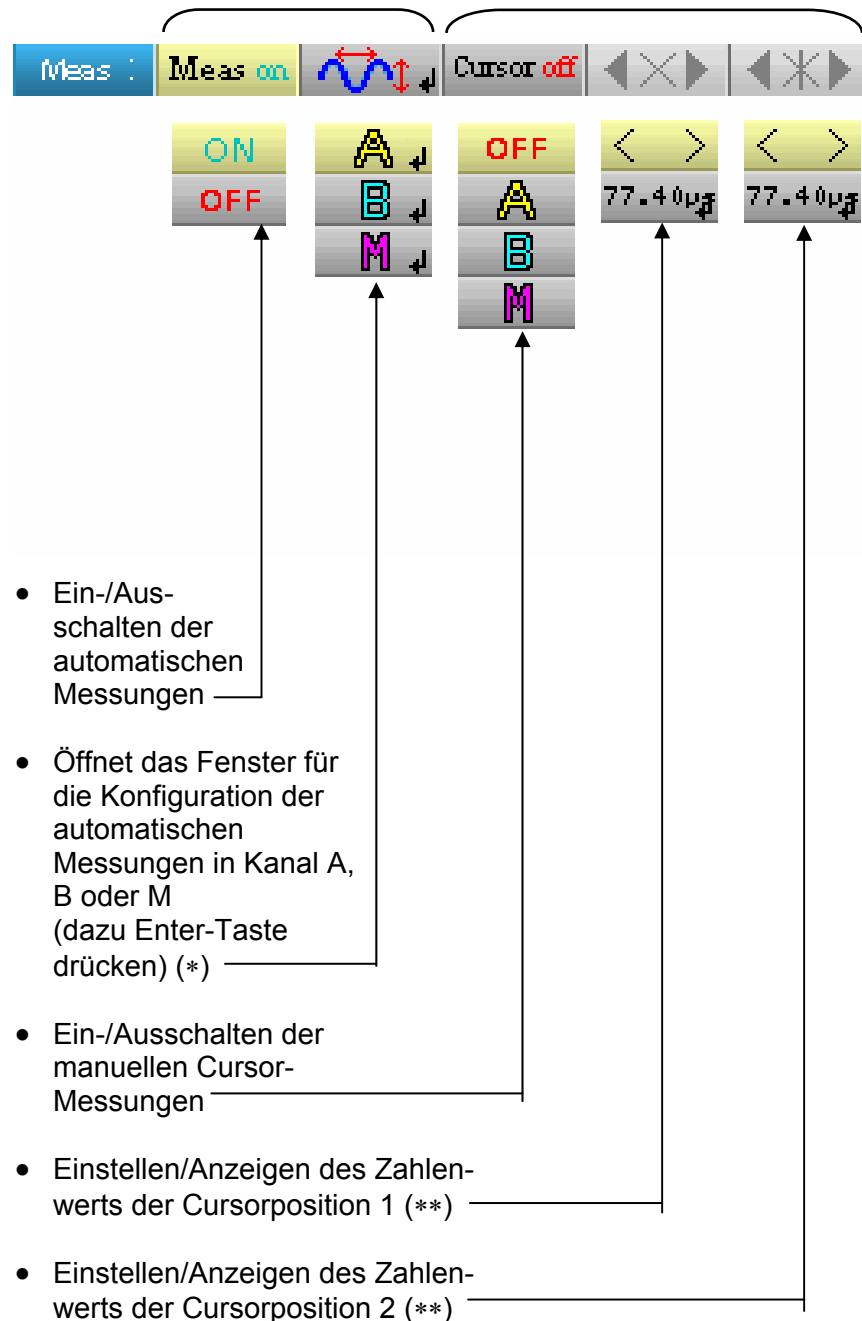 Meas : Meas on Cursor off
ON A OFF < > < >
OFF B A 77.40µs 77.40µs
M B
M
• Ein-/Aus-
schalten der
automatischen
Messungen
• Öffnet das Fenster für
die Konfiguration der
automatischen
Messungen in Kanal A,
B oder M
(dazu Enter-Taste
drücken) (*)
• Ein-/Ausschalten der
manuellen Cursor-
Messungen
• Einstellen/Anzeigen des Zahlen-
werts der Cursorposition 1 (**)
• Einstellen/Anzeigen des Zahlen-
werts der Cursorposition 2 (**)